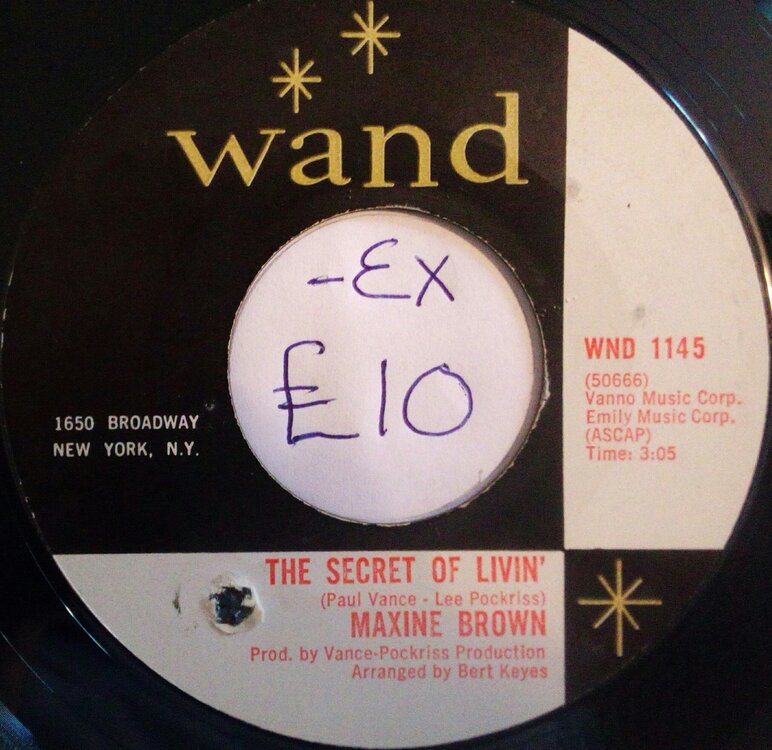 wand
-Ex
£10
WND 1145
(50666)
Vanno Music Corp.
Emily Music Corp.
(ASCAP)
Time: 3:05
1650 BROADWAY
NEW YORK, N.Y.
THE SECRET OF LIVIN'
(Paul Vance - Lee Pockriss)
MAXINE BROWN
Prod. by Vance-Pockriss Production
Arranged by Bert Keyes